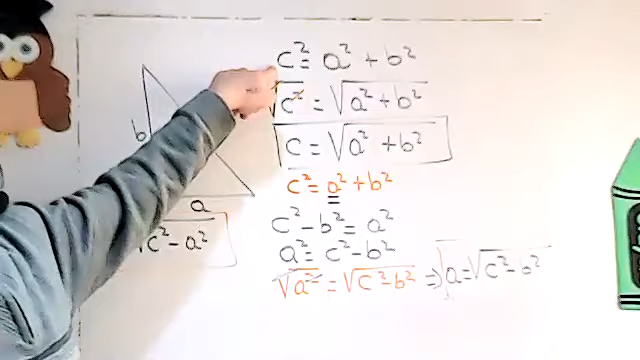 c² = a² + b²
√c² = √a² + b²
c = √a² + b²
b
c² = a² + b²
a
c² - b² = a²
√c² - a²
a² = c² - b²
√a² = √c² - b² ⇒ a = √c² - b²